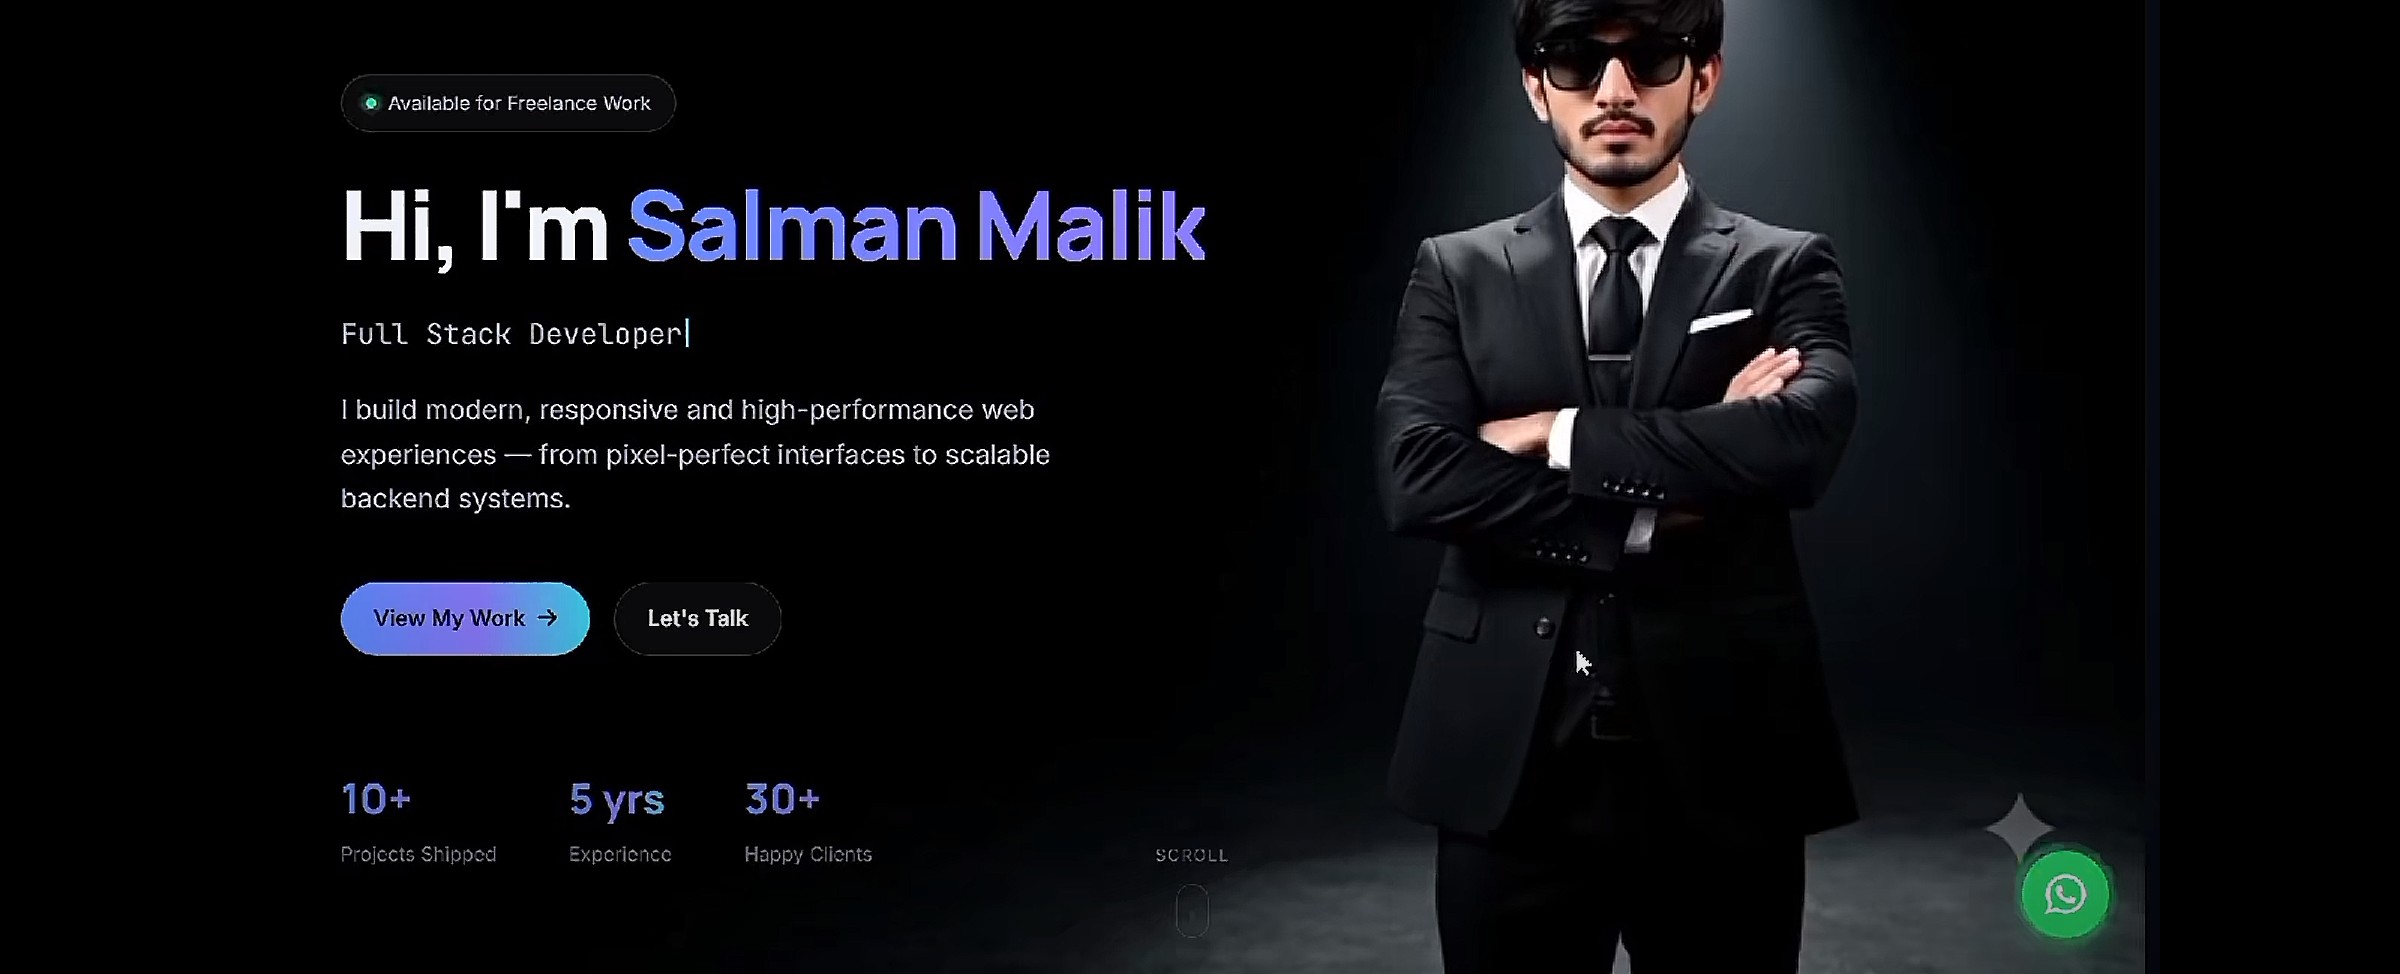 Available for Freelance Work
Hi, I'm Salman Malik
Full Stack Developer
I build modern, responsive and high-performance web
experiences — from pixel-perfect interfaces to scalable
backend systems.
View My Work →
Let's Talk
10+
Projects Shipped
5 yrs
Experience
30+
Happy Clients
SCROLL